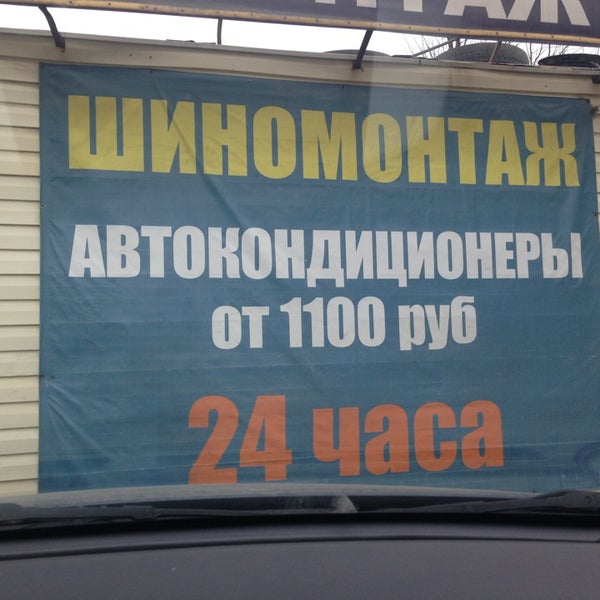 ШИНОМОНТАЖ
АВТОКОНДИЦИОНЕРЫ
от 1100 руб
24 часа